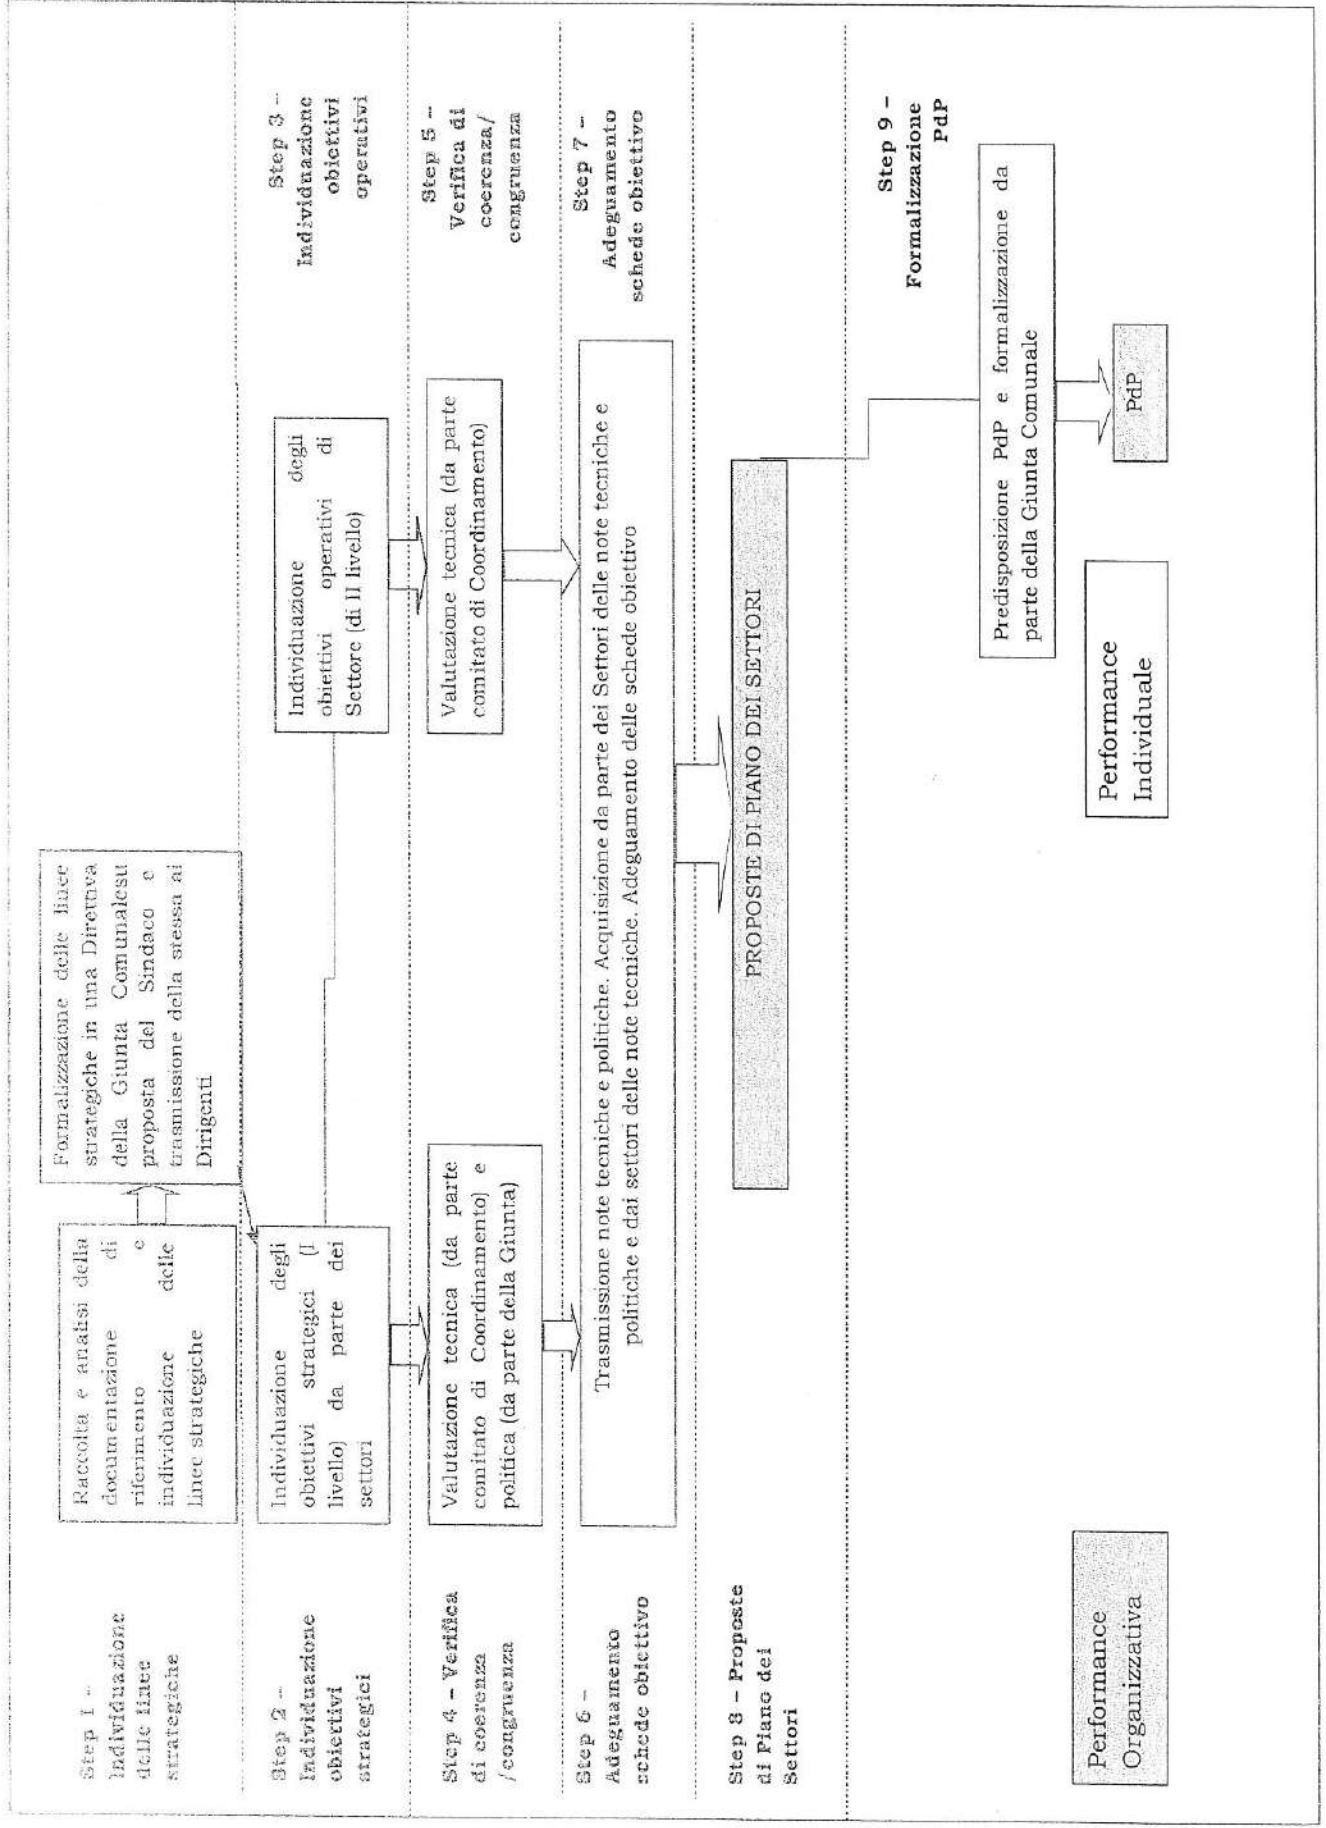 Step 1 –
Individuazione
delle linee
strategiche
Raccolta e analisi della
documentazione di
riferimento e
individuazione delle
linee strategiche
Formalizzazione delle linee
strategiche in una Direttiva
della Giunta Comunalesu
proposta del Sindaco e
trasmissione della stessa ai
Dirigenti
Step 2 –
Individuazione
obiettivi
strategici
Individuazione degli
obiettivi strategici (I
livello) da parte dei
settori
Individuazione degli
obiettivi operativi di
Settore (di II livello)
Step 3 –
Individuazione
obiettivi
operativi
Step 4 – Verifica
di coerenza
/congruenza
Valutazione tecnica (da parte
comitato di Coordinamento) e
politica (da parte della Giunta)
Valutazione tecnica (da parte
comitato di Coordinamento)
Step 5 –
Verifica di
coerenza/
congruenza
Step 6 –
Adeguamento
schede obiettivo
Trasmissione note tecniche e politiche. Acquisizione da parte dei Settori delle note tecniche e
politiche e dai settori delle note tecniche. Adeguamento delle schede obiettivo
Step 7 –
Adeguamento
schede obiettivo
Step 8 – Proposte
di Piano dei
Settori
PROPOSTE DI PIANO DEI SETTORI
Step 9 –
Formalizzazione
PdP
Predisposizione PdP e formalizzazione da
parte della Giunta Comunale
Performance
Organizzativa
Performance
Individuale
PdP